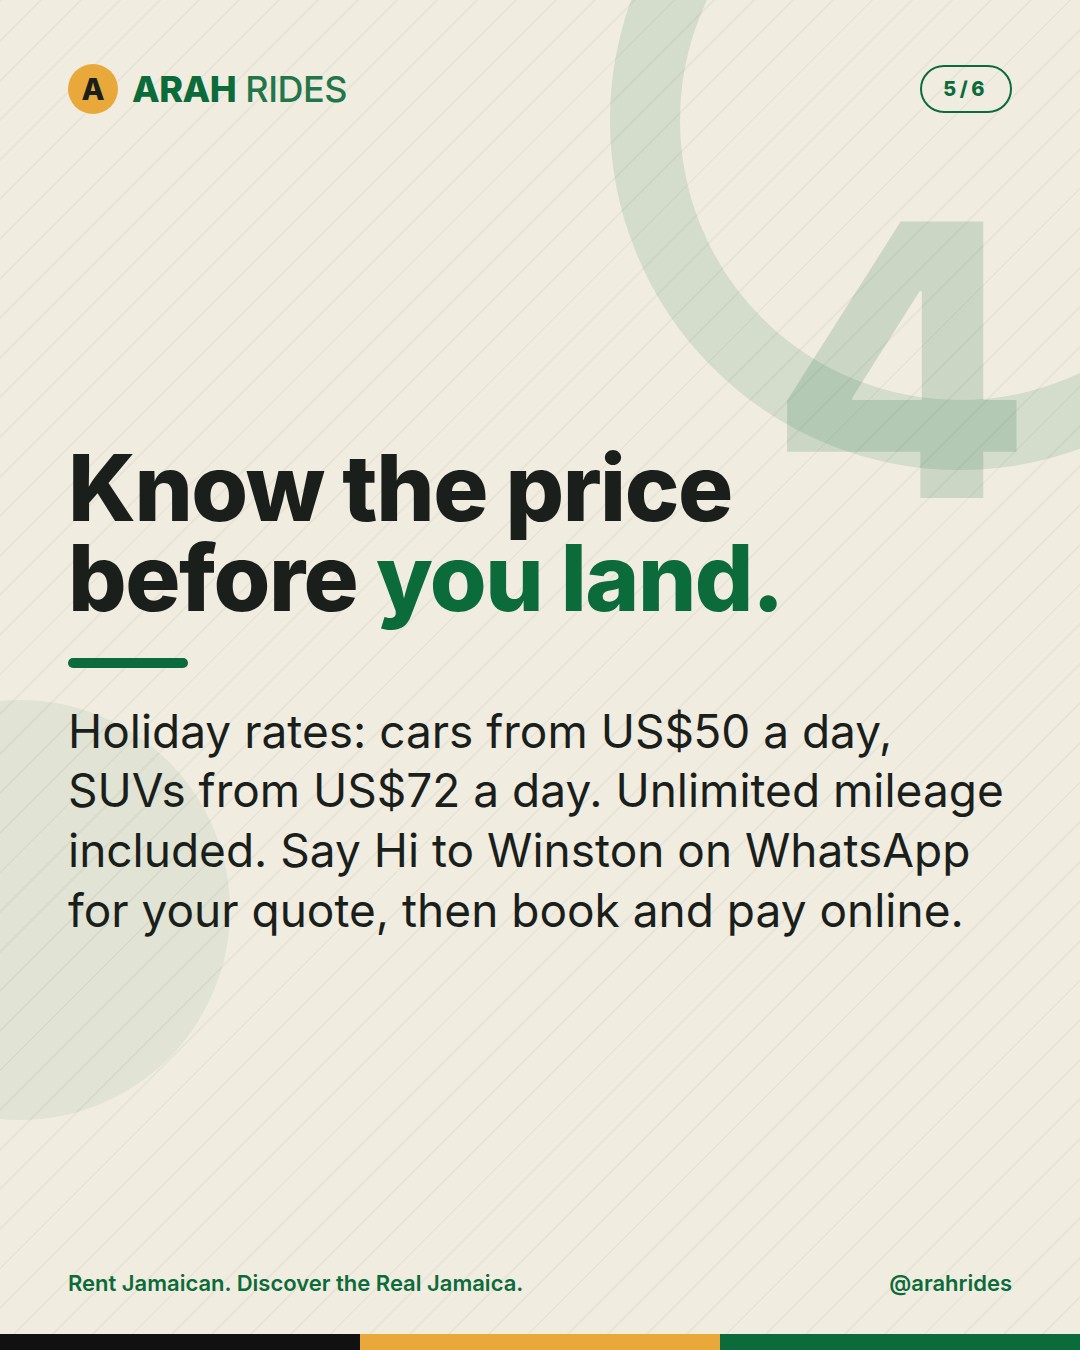 A ARAH RIDES
5/6
4
Know the price
before you land.
Holiday rates: cars from US$50 a day,
SUVs from US$72 a day. Unlimited mileage
included. Say Hi to Winston on WhatsApp
for your quote, then book and pay online.
Rent Jamaican. Discover the Real Jamaica.
@arahrides